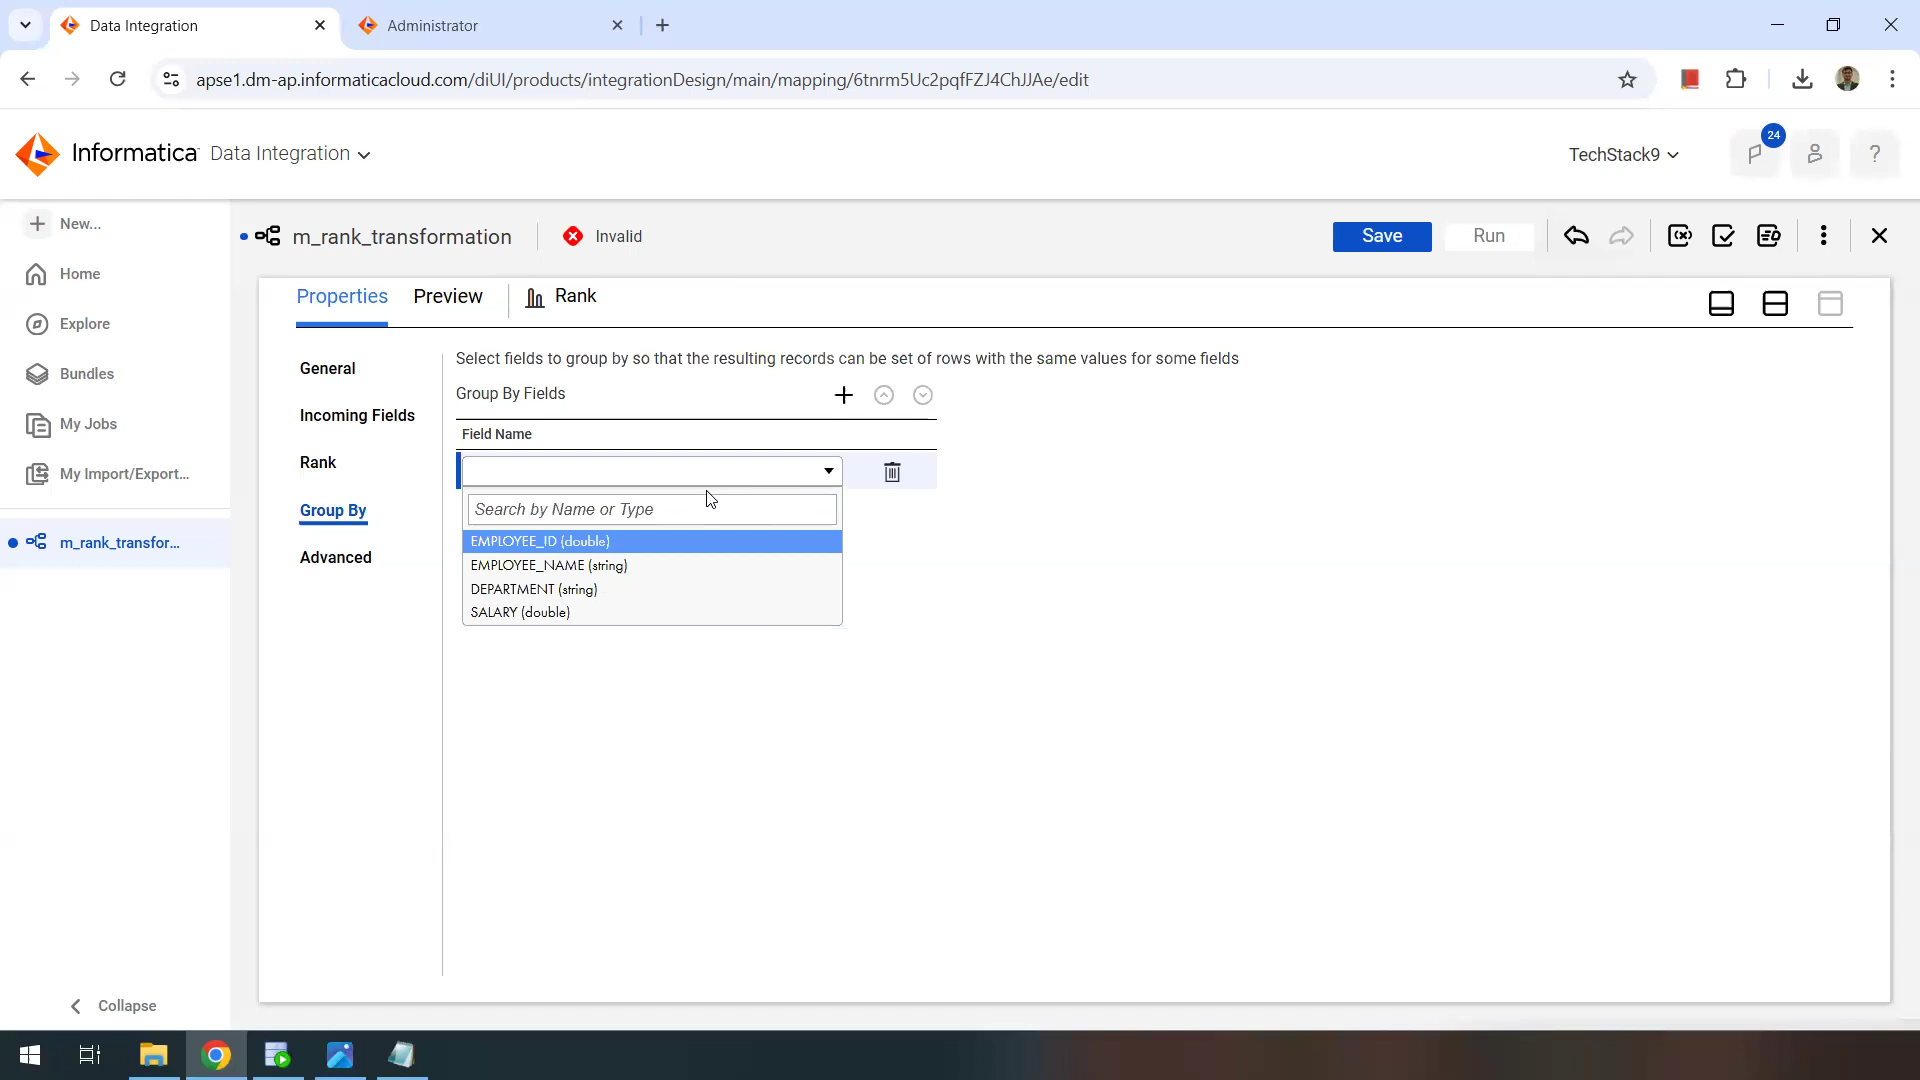 Data Integration
Administrator
apse1.dm-ap.informaticacloud.com/diUI/products/integrationDesign/main/mapping/6tnrm5Uc2pqfFZJ4ChJJAe/edit
Informatica Data Integration
TechStack9
24
?
New...
Home
Explore
Bundles
My Jobs
My Import/Export...
m_rank_transfor...
Collapse
m_rank_transformation
Invalid
Save
Run
Properties
Preview
Rank
General
Incoming Fields
Rank
Group By
Advanced
Select fields to group by so that the resulting records can be set of rows with the same values for some fields
Group By Fields
Field Name
Search by Name or Type
EMPLOYEE_ID (double)
EMPLOYEE_NAME (string)
DEPARTMENT (string)
SALARY (double)